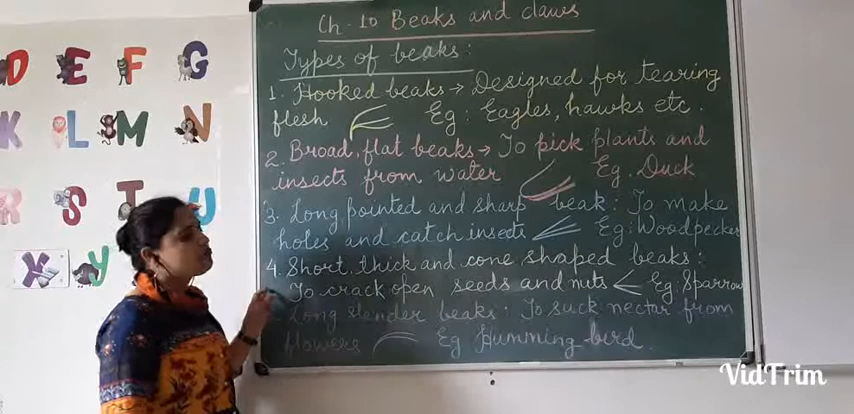 Ch-10 Beaks and claws
Types of beaks:
1. Hooked beaks → Designed for tearing
flesh Eg: Eagles, hawks etc.
2. Broad, flat beaks → To pick plants and
insects from water Eg. Duck
3. Long pointed and sharp beak: To make
holes and catch insects Eg: Woodpecker
4. Short, thick and cone shaped beaks:
To crack open seeds and nuts Eg: Sparrow
Long slender beaks: To suck nectar from
flowers Eg Humming bird.
D E F G
K L M N
R S T U
X Y
VidTrim